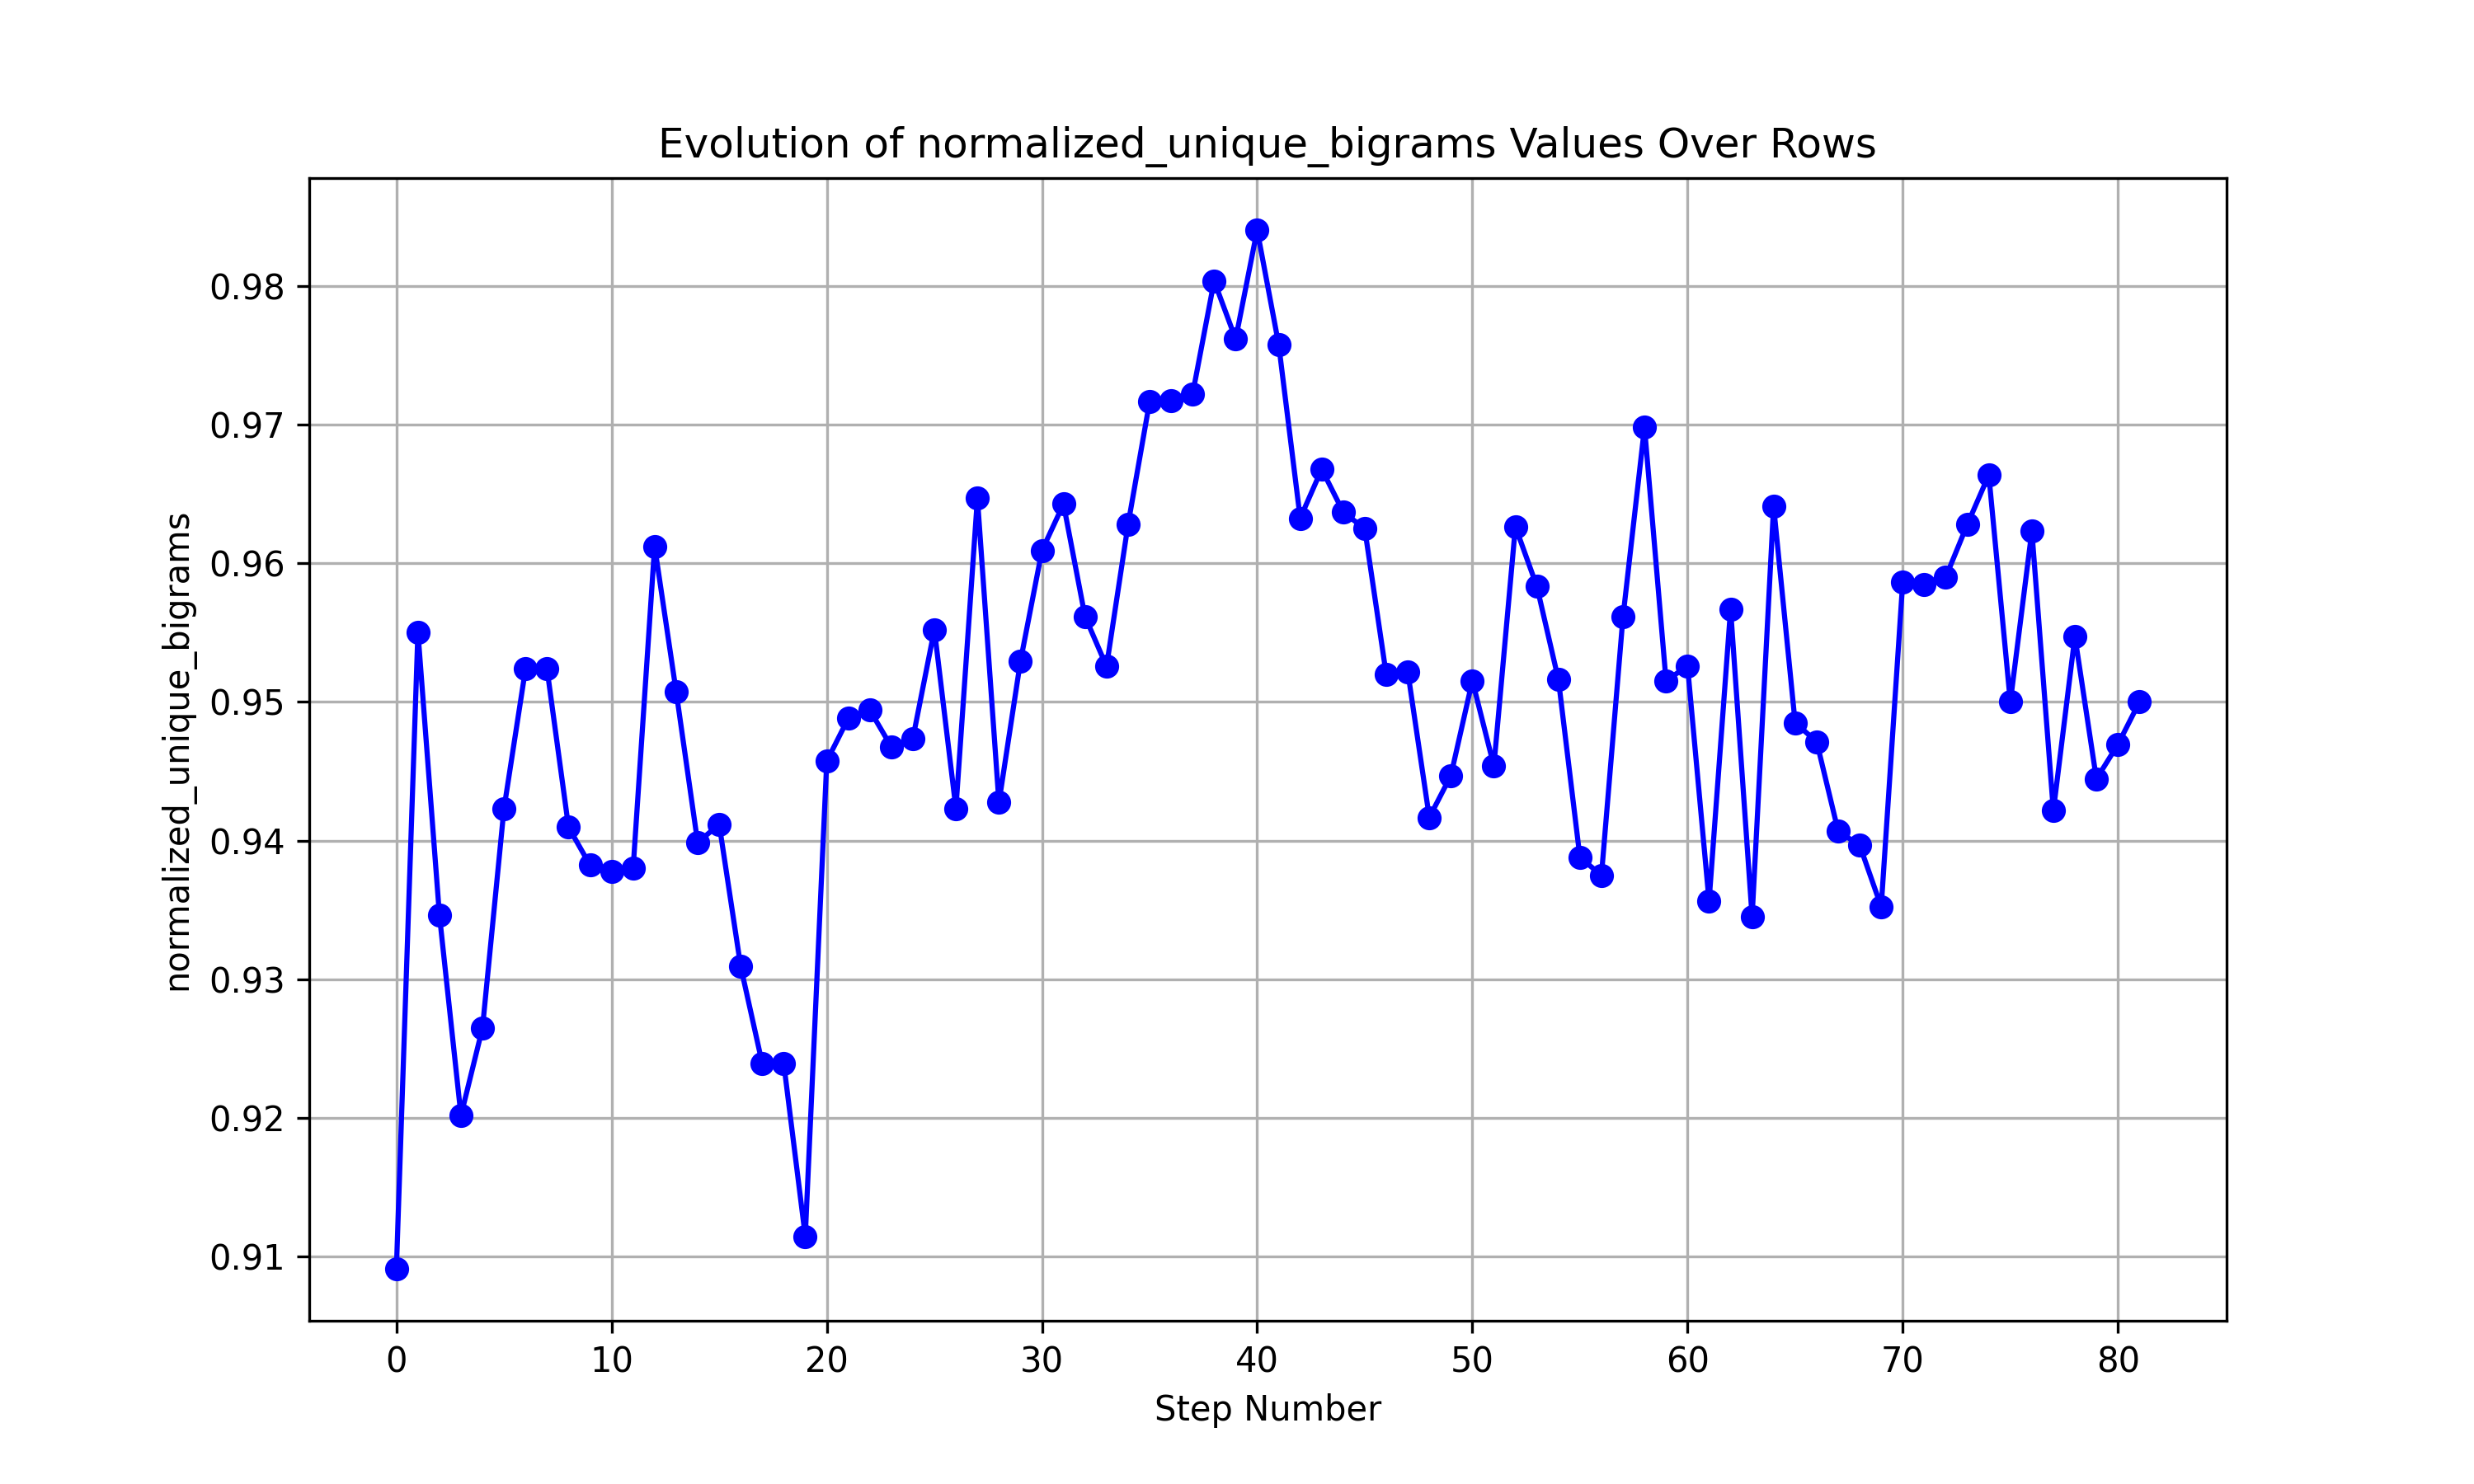 Evolution of normalized_unique_bigrams Values Over Rows
normalized_unique_bigrams
0.98
0.97
0.96
0.95
0.94
0.93
0.92
0.91
0 10 20 30 40 50 60 70 80
Step Number